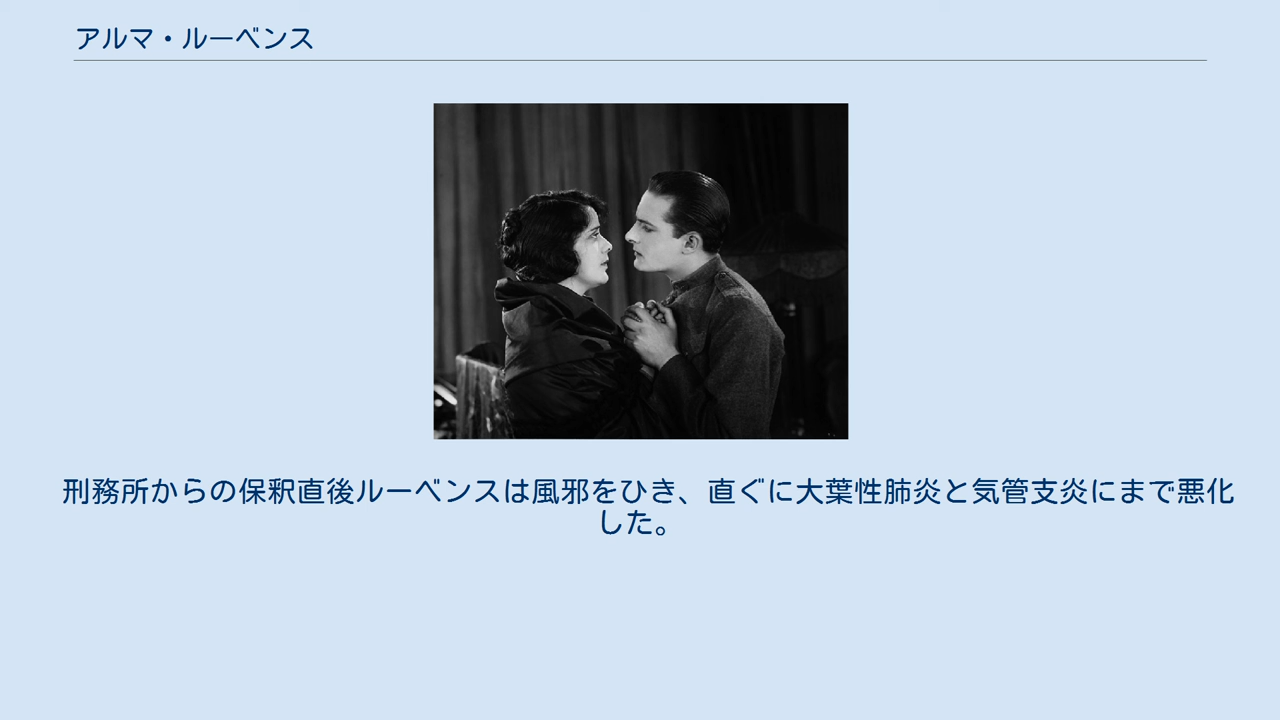 アルマ・ルーベンス
刑務所からの保釈直後ルーベンスは風邪をひき、直ぐに大葉性肺炎と気管支炎にまで悪化
した。